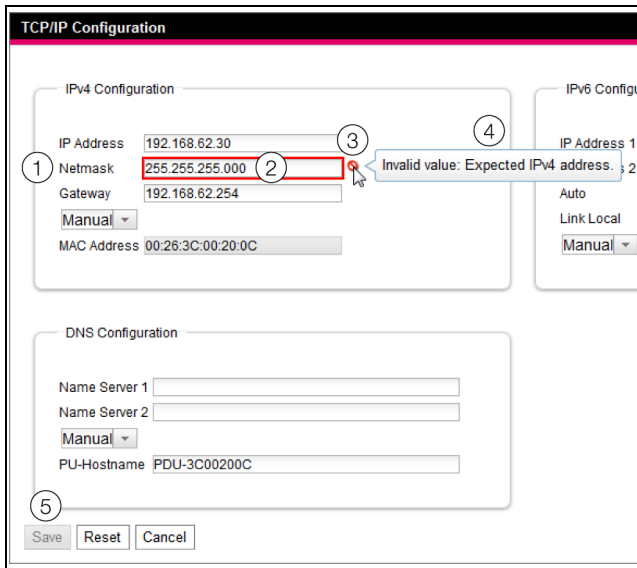 TCP/IP Configuration
IPv4 Configuration
IPv6 Configu
3
4
IP Address 192.168.62.30
IP Address 1
1 Netmask 255.255.255.000 2
Invalid value: Expected IPv4 address.
s 2
Gateway 192.168.62.254
Auto
Manual
Link Local
MAC Address 00:26:3C:00:20:0C
Manual
DNS Configuration
Name Server 1
Name Server 2
Manual
PU-Hostname PDU-3C00200C
5
Save Reset Cancel